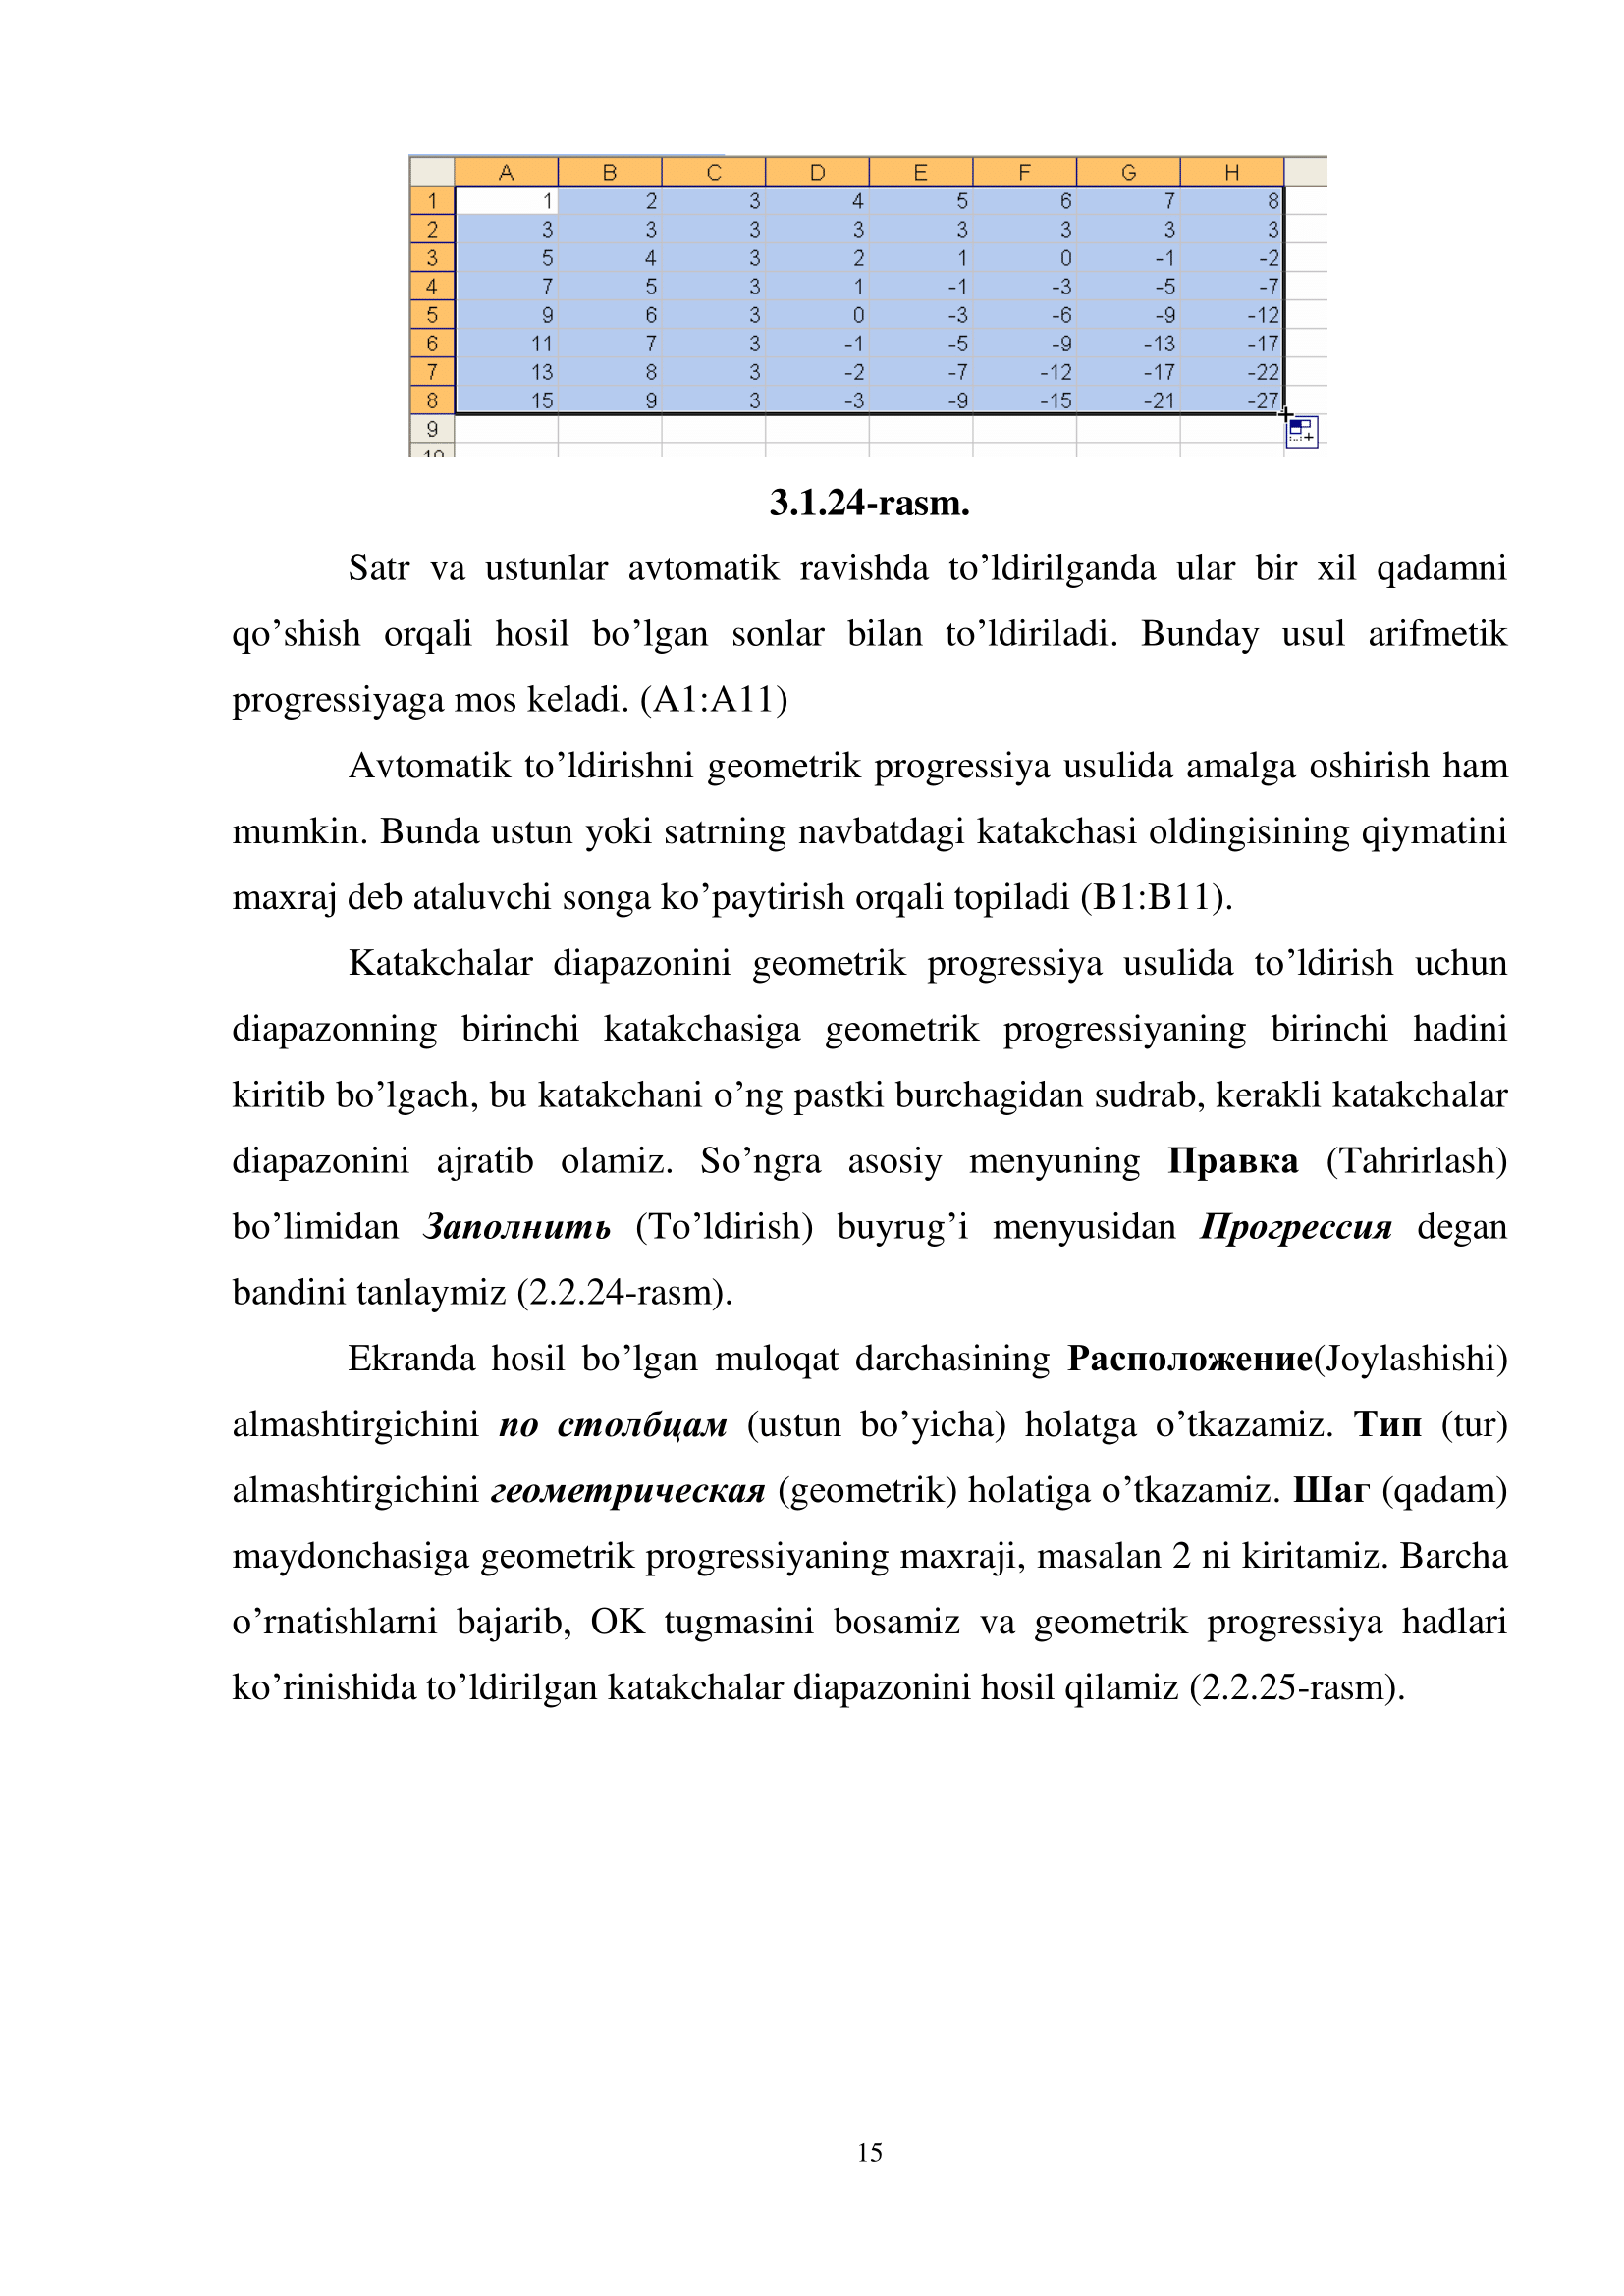 A B C D E F G H
1 1 2 3 4 5 6 7 8
2 3 3 3 3 3 3 3 3
3 5 4 3 2 1 0 -1 -2
4 7 5 3 1 -1 -3 -5 -7
5 9 6 3 0 -3 -6 -9 -12
6 11 7 3 -1 -5 -9 -13 -17
7 13 8 3 -2 -7 -12 -17 -22
8 15 9 3 -3 -9 -15 -21 -27
9
10
3.1.24-rasm.
Satr va ustunlar avtomatik ravishda to’ldirilganda ular bir xil qadamni
qo’shish orqali hosil bo’lgan sonlar bilan to’ldiriladi. Bunday usul arifmetik
progressiyaga mos keladi. (A1:A11)
Avtomatik to’ldirishni geometrik progressiya usulida amalga oshirish ham
mumkin. Bunda ustun yoki satrning navbatdagi katakchasi oldingisining qiymatini
maxraj deb ataluvchi songa ko’paytirish orqali topiladi (B1:B11).
Katakchalar diapazonini geometrik progressiya usulida to’ldirish uchun
diapazonning birinchi katakchasiga geometrik progressiyaning birinchi hadini
kiritib bo’lgach, bu katakchani o’ng pastki burchagidan sudrab, kerakli katakchalar
diapazonini ajratib olamiz. So’ngra asosiy menyuning Правка (Tahrirlash)
bo’limidan Заполнить (To’ldirish) buyrug’i menyusidan Прогрессия degan
bandini tanlaymiz (2.2.24-rasm).
Ekranda hosil bo’lgan muloqat darchasining Расположение(Joylashishi)
almashtirgichini по столбцам (ustun bo’yicha) holatga o’tkazamiz. Тип (tur)
almashtirgichini геометрическая (geometrik) holatiga o’tkazamiz. Шаг (qadam)
maydonchasiga geometrik progressiyaning maxraji, masalan 2 ni kiritamiz. Barcha
o’rnatishlarni bajarib, OK tugmasini bosamiz va geometrik progressiya hadlari
ko’rinishida to’ldirilgan katakchalar diapazonini hosil qilamiz (2.2.25-rasm).
15